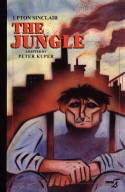 UPTON SINCLAIR
THE
JUNGLE
ADAPTED BY
PETER KUPER